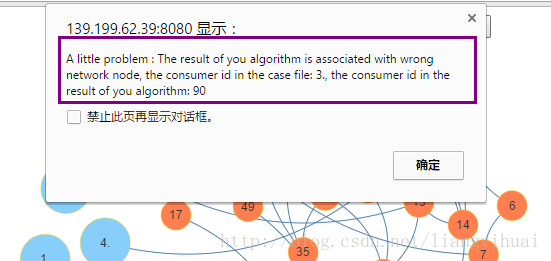 139.199.62.39:8080 显示：
A little problem : The result of you algorithm is associated with wrong
network node, the consumer id in the case file: 3., the consumer id in the
result of you algorithm: 90
禁止此页再显示对话框。
确定
6
17
49
15
14
4.
35
7
1.
http://blog.csdn.net/lianjihuai